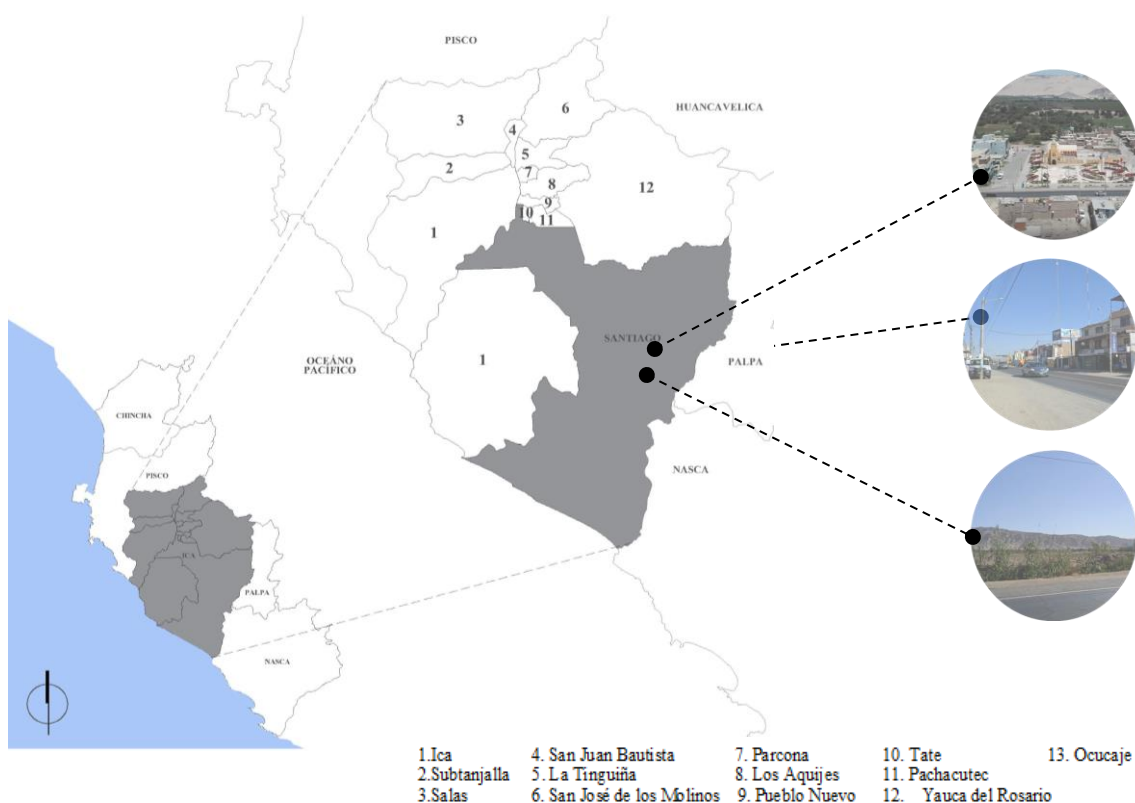 PISCO
HUANCAVELICA
3
6
4
5
2
7
8
12
9
10
11
1
SANTIAGO
OCEÁNO
PACÍFICO
1
PALPA
CHINCHA
NASCA
PISCO
ICA
PALPA
NASCA
1.Ica 4. San Juan Bautista 7. Parcona 10. Tate 13. Ocucaje
2.Subtanjalla 5. La Tinguiña 8. Los Aquijes 11. Pachacutec
3.Salas 6. San José de los Molinos 9. Pueblo Nuevo 12. Yauca del Rosario